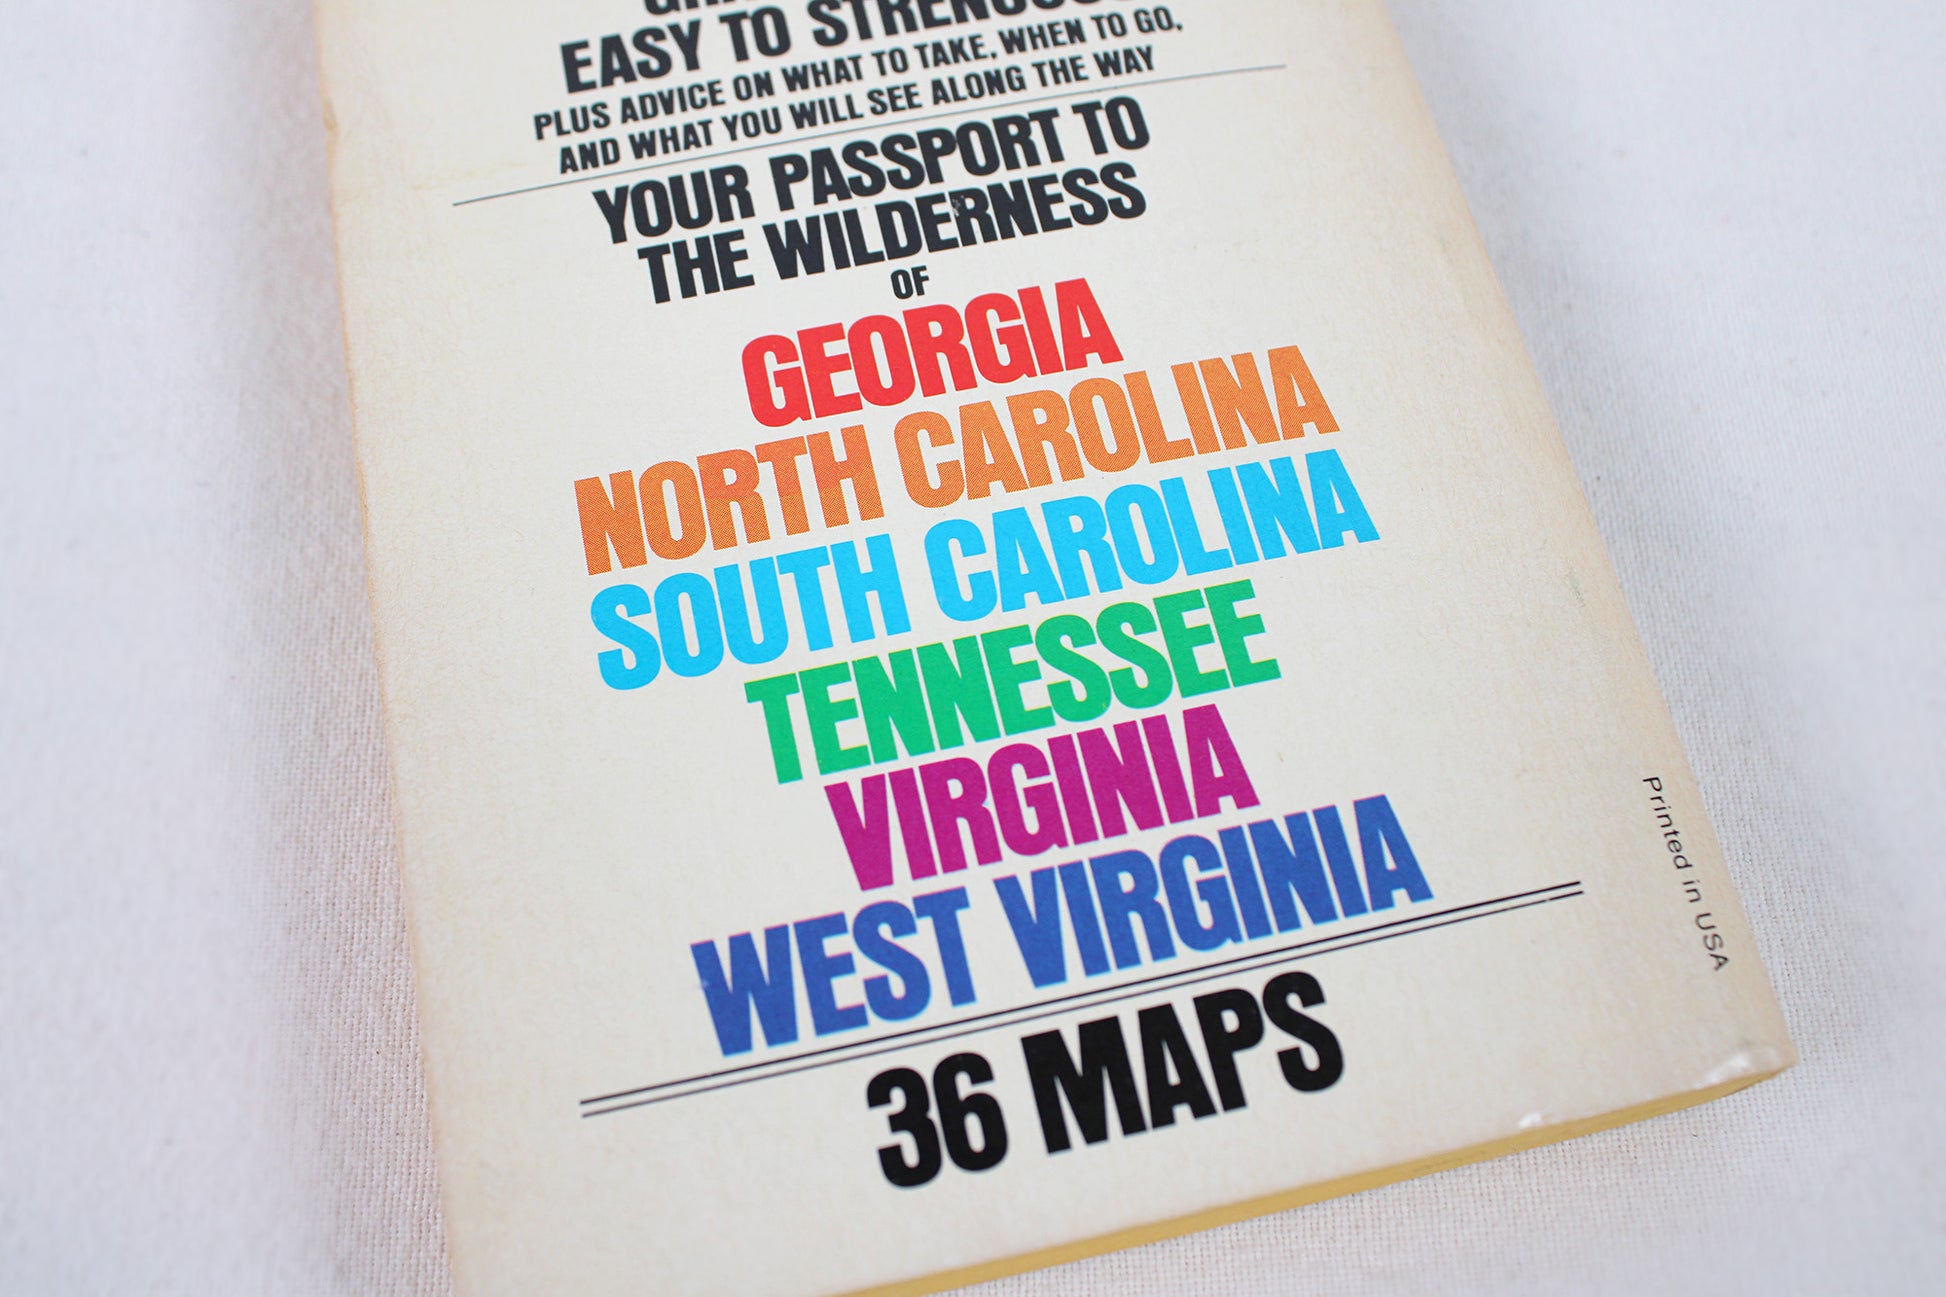 EASY TO
PLUS ADVICE ON WHAT TO TAKE, WHEN TO GO,
AND WHAT YOU WILL SEE ALONG THE WAY
YOUR PASSPORT TO
THE WILDERNESS
OF
GEORGIA
NORTH CAROLINA
SOUTH CAROLINA
TENNESSEE
VIRGINIA
WEST VIRGINIA
36 MAPS
Printed in USA